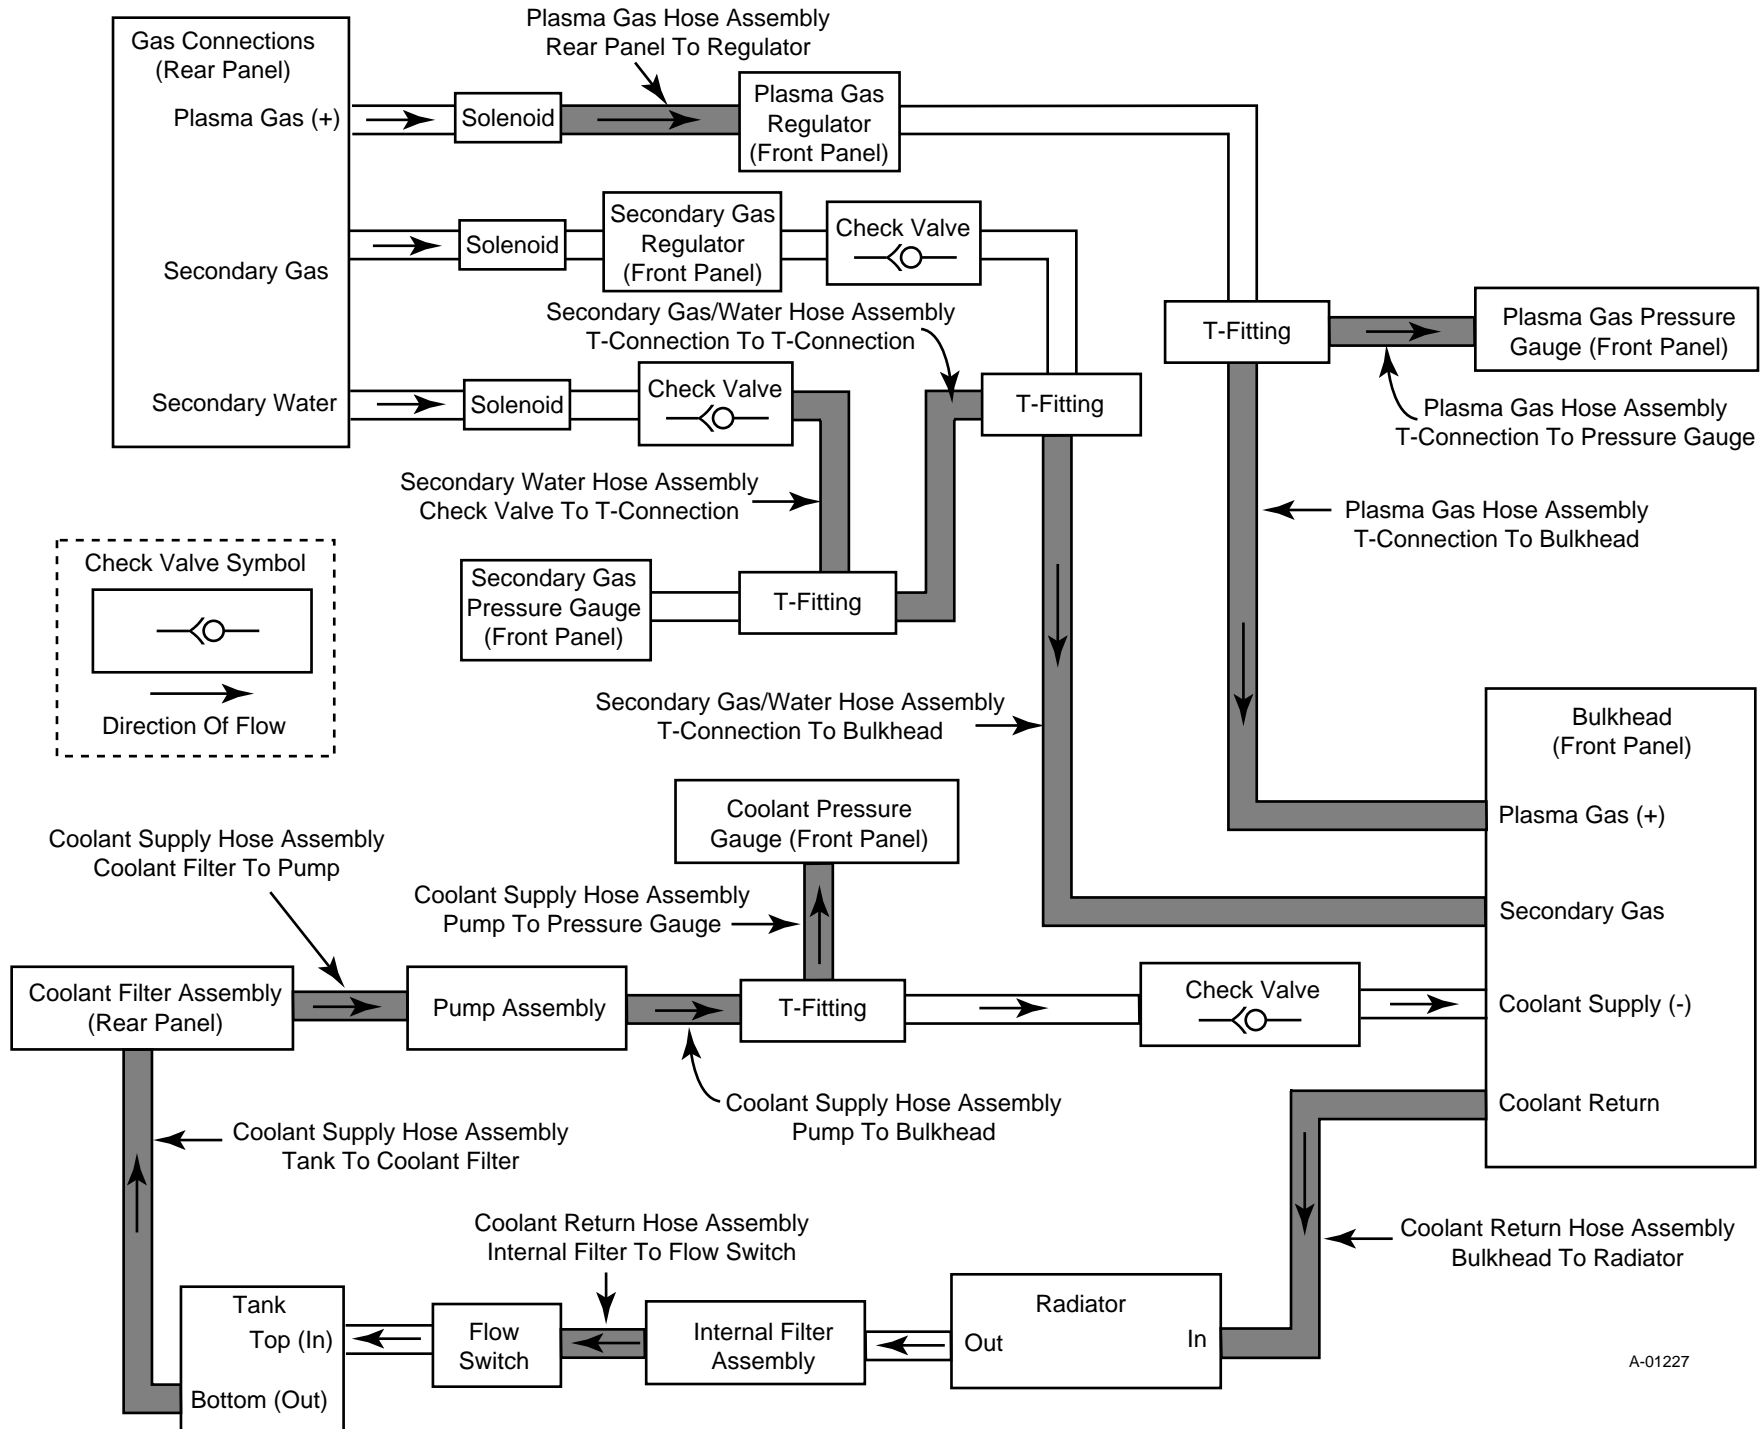 Plasma Gas Hose Assembly
Rear Panel To Regulator
Gas Connections
(Rear Panel)
Plasma Gas (+)
Solenoid
Plasma Gas
Regulator
(Front Panel)
Secondary Gas
Solenoid
Secondary Gas
Regulator
(Front Panel)
Check Valve
Secondary Gas/Water Hose Assembly
T-Connection To T-Connection
T-Fitting
Plasma Gas Pressure
Gauge (Front Panel)
Secondary Water
Solenoid
Check Valve
T-Fitting
Plasma Gas Hose Assembly
T-Connection To Pressure Gauge
Secondary Water Hose Assembly
Check Valve To T-Connection
Plasma Gas Hose Assembly
T-Connection To Bulkhead
Check Valve Symbol
Direction Of Flow
Secondary Gas
Pressure Gauge
(Front Panel)
T-Fitting
Secondary Gas/Water Hose Assembly
T-Connection To Bulkhead
Bulkhead
(Front Panel)
Plasma Gas (+)
Secondary Gas
Coolant Supply (-)
Coolant Return
Coolant Pressure
Gauge (Front Panel)
Coolant Supply Hose Assembly
Coolant Filter To Pump
Coolant Supply Hose Assembly
Pump To Pressure Gauge
Coolant Filter Assembly
(Rear Panel)
Pump Assembly
T-Fitting
Check Valve
Coolant Supply Hose Assembly
Pump To Bulkhead
Coolant Supply Hose Assembly
Tank To Coolant Filter
Coolant Return Hose Assembly
Internal Filter To Flow Switch
Coolant Return Hose Assembly
Bulkhead To Radiator
Tank
Top (In)
Bottom (Out)
Flow
Switch
Internal Filter
Assembly
Radiator
Out
In
A-01227